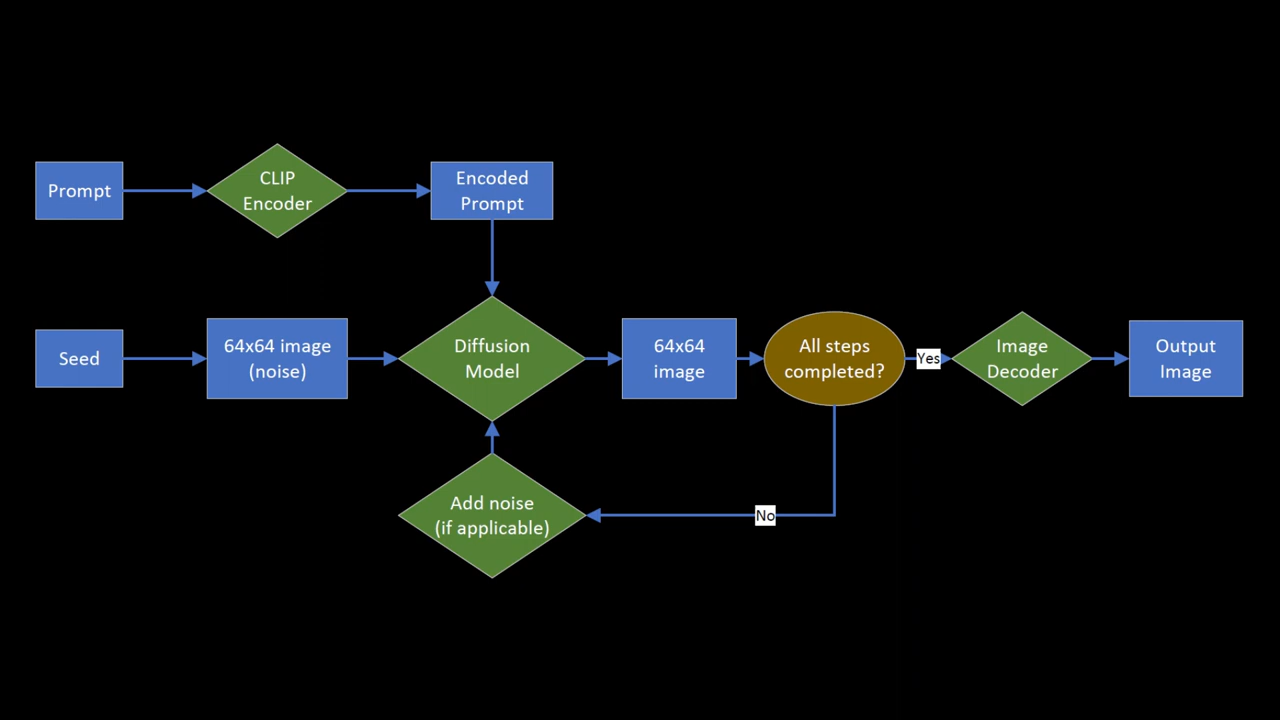 Prompt
CLIP
Encoder
Encoded
Prompt
Seed
64x64 image
(noise)
Diffusion
Model
64x64
image
All steps
completed?
Yes
Image
Decoder
Output
Image
Add noise
(if applicable)
No